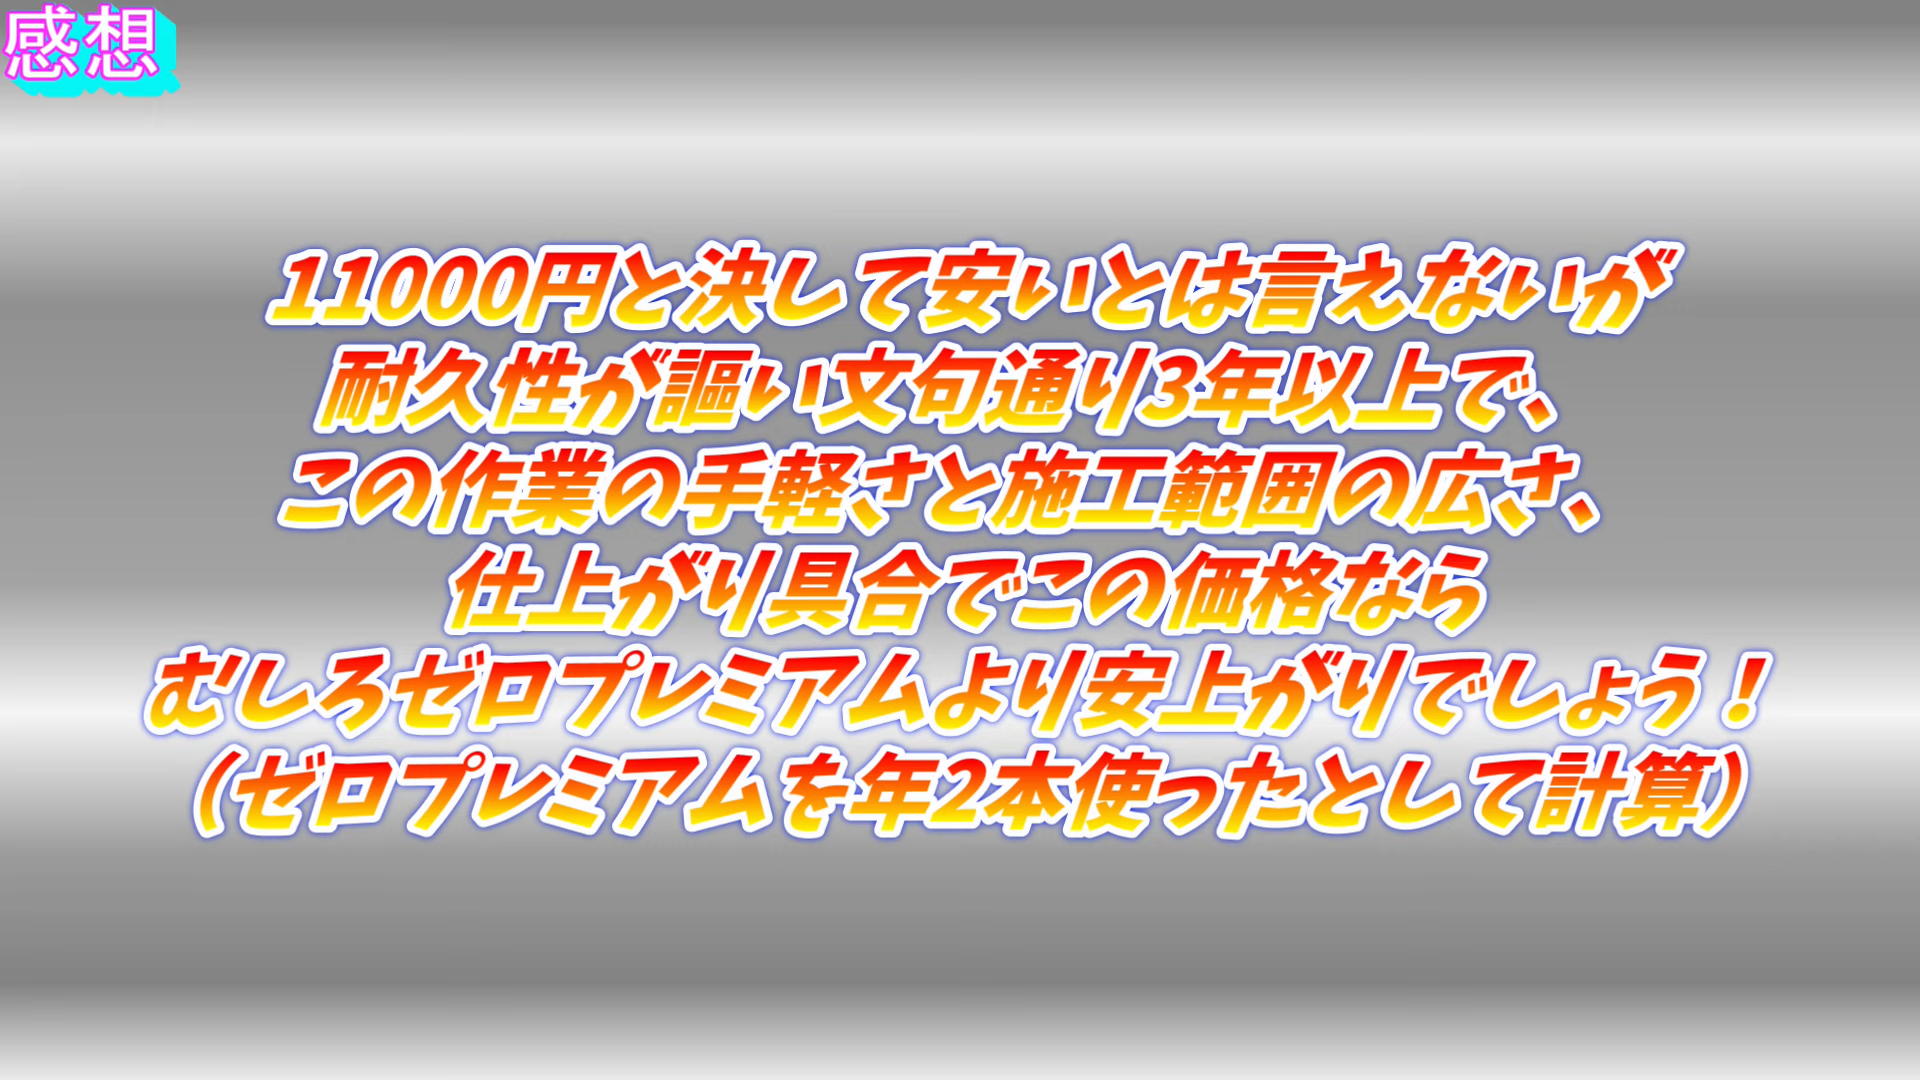 感想
11000円と決して安いとは言えないが
耐久性が謳い文句通り3年以上で、
この作業の手軽さと施工範囲の広さ、
仕上がり具合でこの価格なら
むしろゼロプレミアムより安上がりでしょう！
（ゼロプレミアムを年2本使ったとして計算）